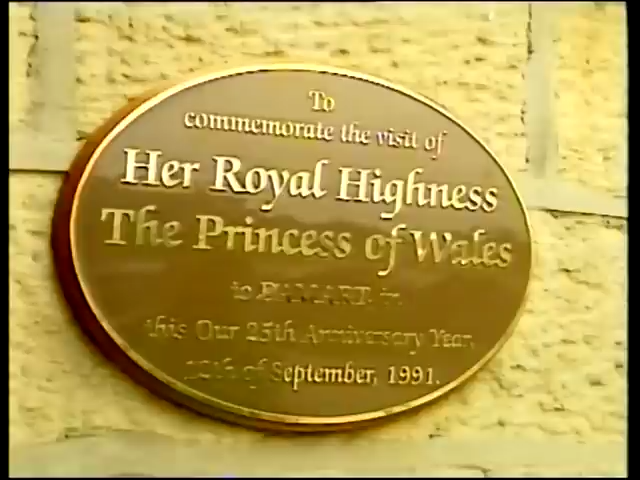 To
commemorate the visit of
Her Royal Highness
The Princess of Wales
to DAMART in
this Our 25th Anniversary Year,
of September, 1991.